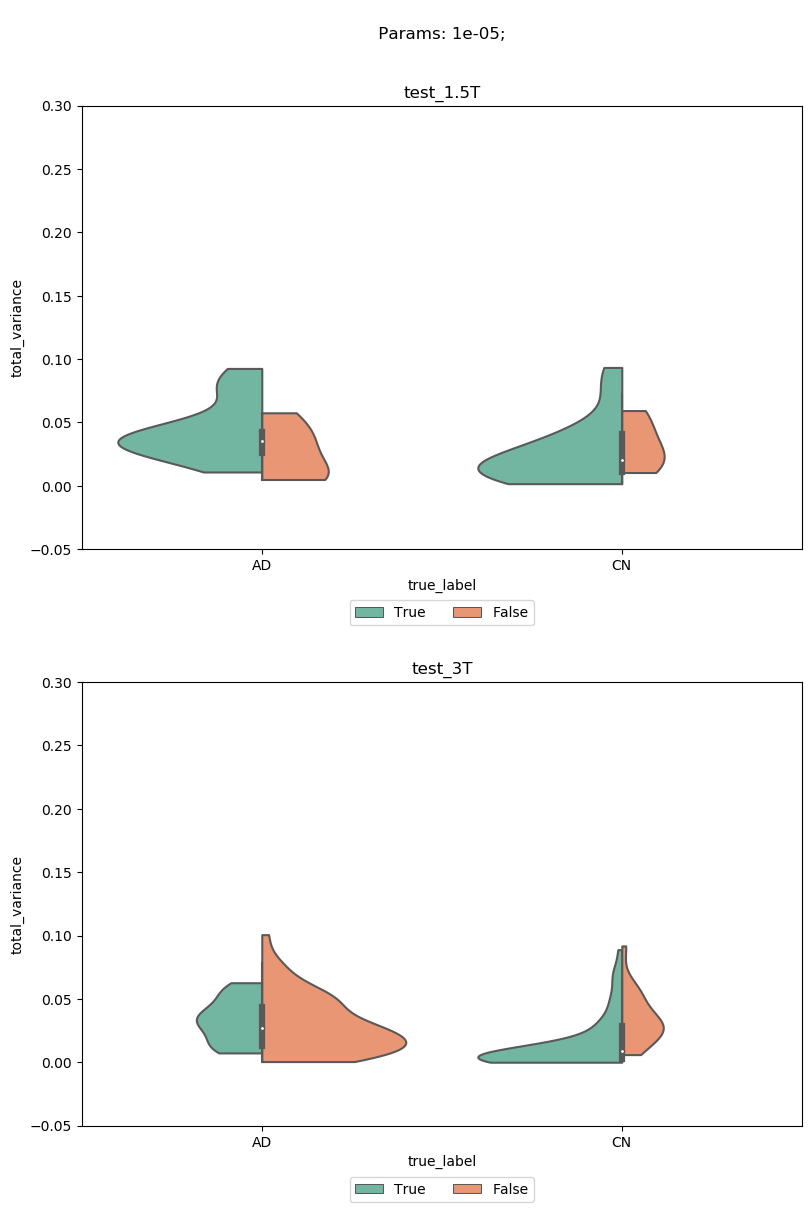 Params: 1e-05;
test_1.5T
0.30
0.25
0.20
0.15
0.10
0.05
0.00
−0.05
total_variance
AD CN
true_label
True False
test_3T
0.30
0.25
0.20
0.15
0.10
0.05
0.00
−0.05
total_variance
AD CN
true_label
True False